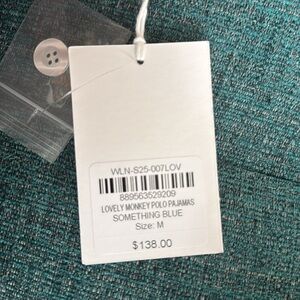 WLN-S25-007LOV
889563529209
LOVELY MONKEY POLO PAJAMAS
SOMETHING BLUE
Size: M
$138.00